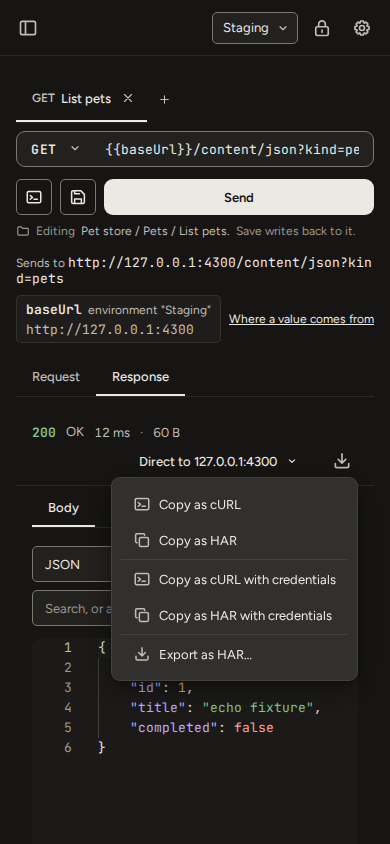 Staging
GET List pets
GET {{baseUrl}}/content/json?kind=pe
Send
Editing Pet store / Pets / List pets. Save writes back to it.
Sends to http://127.0.0.1:4300/content/json?kin
d=pets
baseUrl environment "Staging"
http://127.0.0.1:4300
Where a value comes from
Request Response
200 OK 12 ms · 60 B
Direct to 127.0.0.1:4300
Body
Copy as cURL
Copy as HAR
Copy as cURL with credentials
Copy as HAR with credentials
Export as HAR...
JSON
Search, or a
1 {
2
3 "id": 1,
4 "title": "echo fixture",
5 "completed": false
6 }